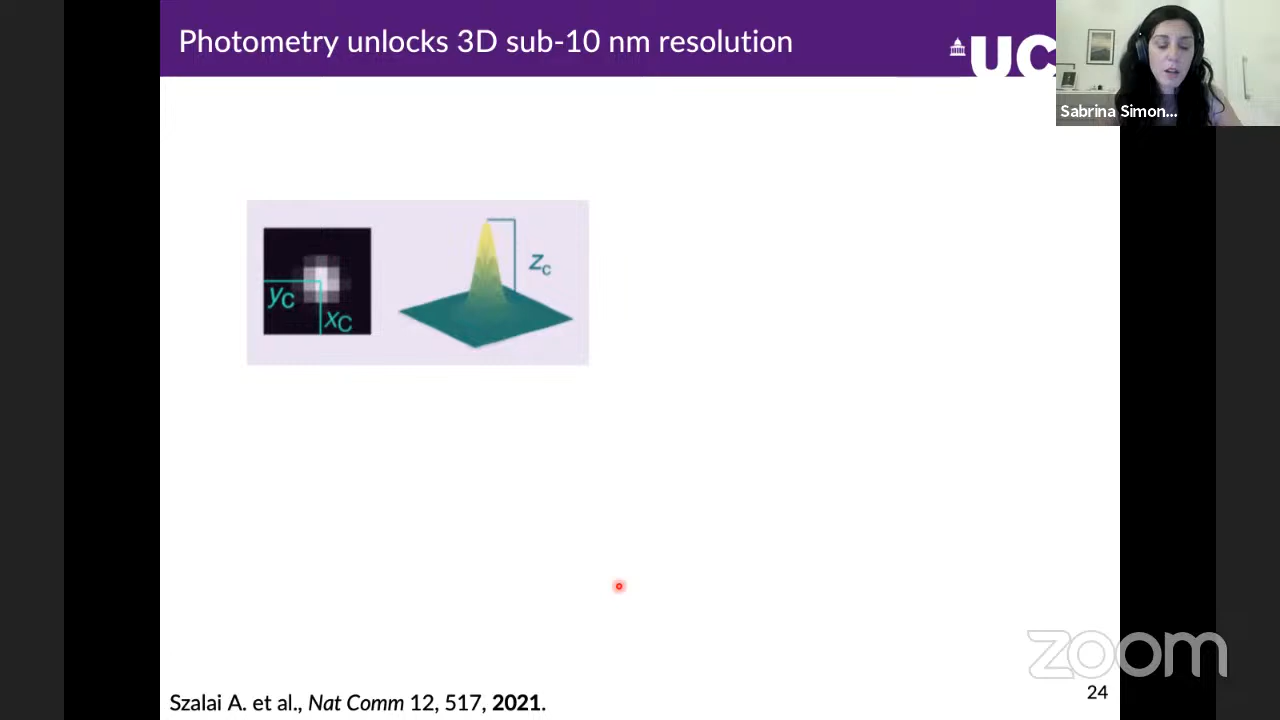 Photometry unlocks 3D sub-10 nm resolution
UC
Sabrina Simon...
yC
xC
zc
zoom
24
Szalai A. et al., Nat Comm 12, 517, 2021.